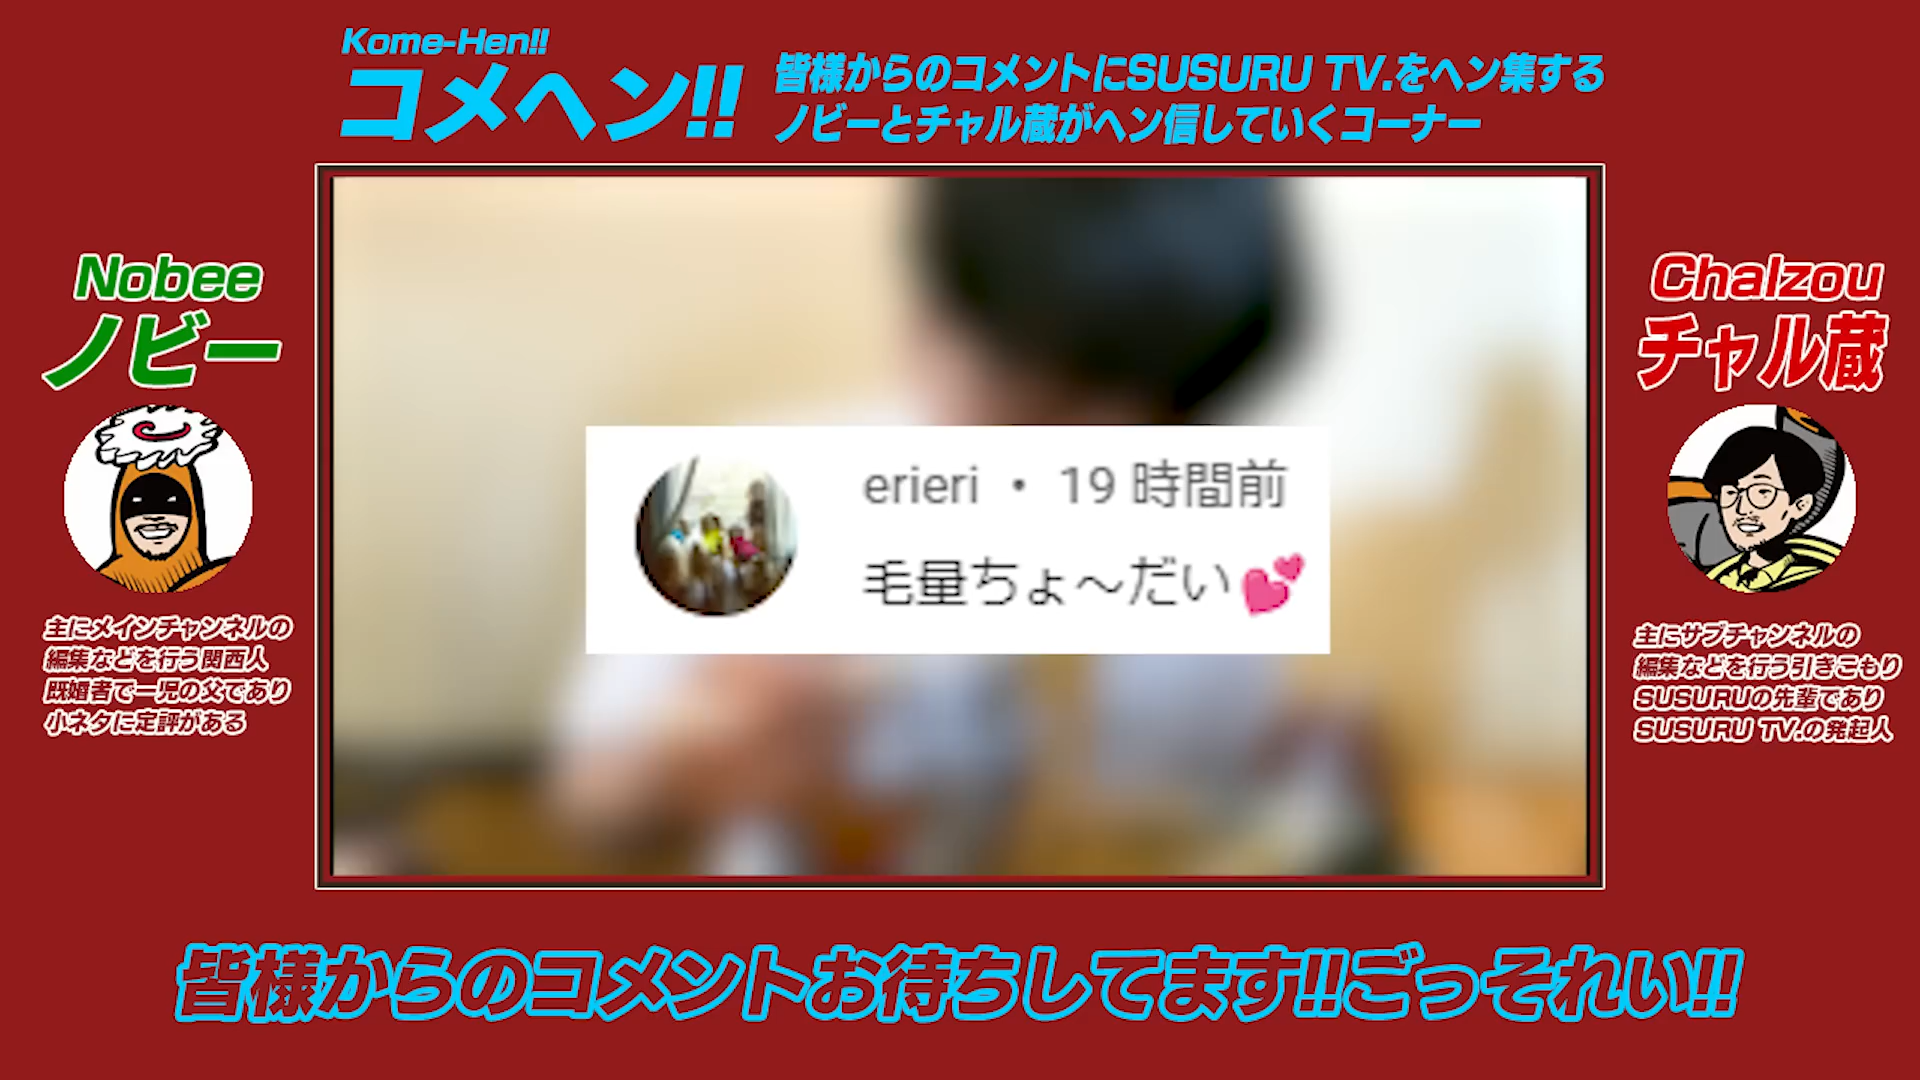 Kome-Hen!!
コメヘン!!
皆様からのコメントにSUSURU TV.をヘン集する
ノビーとチャル蔵がヘン信していくコーナー
Nobee
ノビー
主にメインチャンネルの
編集などを行う関西人
既婚者で一児の父であり
小ネタに定評がある
erieri • 19 時間前
毛量ちょ〜だい💕
Chalzou
チャル蔵
主にサブチャンネルの
編集などを行う引きこもり
SUSURUの先輩であり
SUSURU TV.の発起人
皆様からのコメントお待ちしてます!!ごっそれい!!